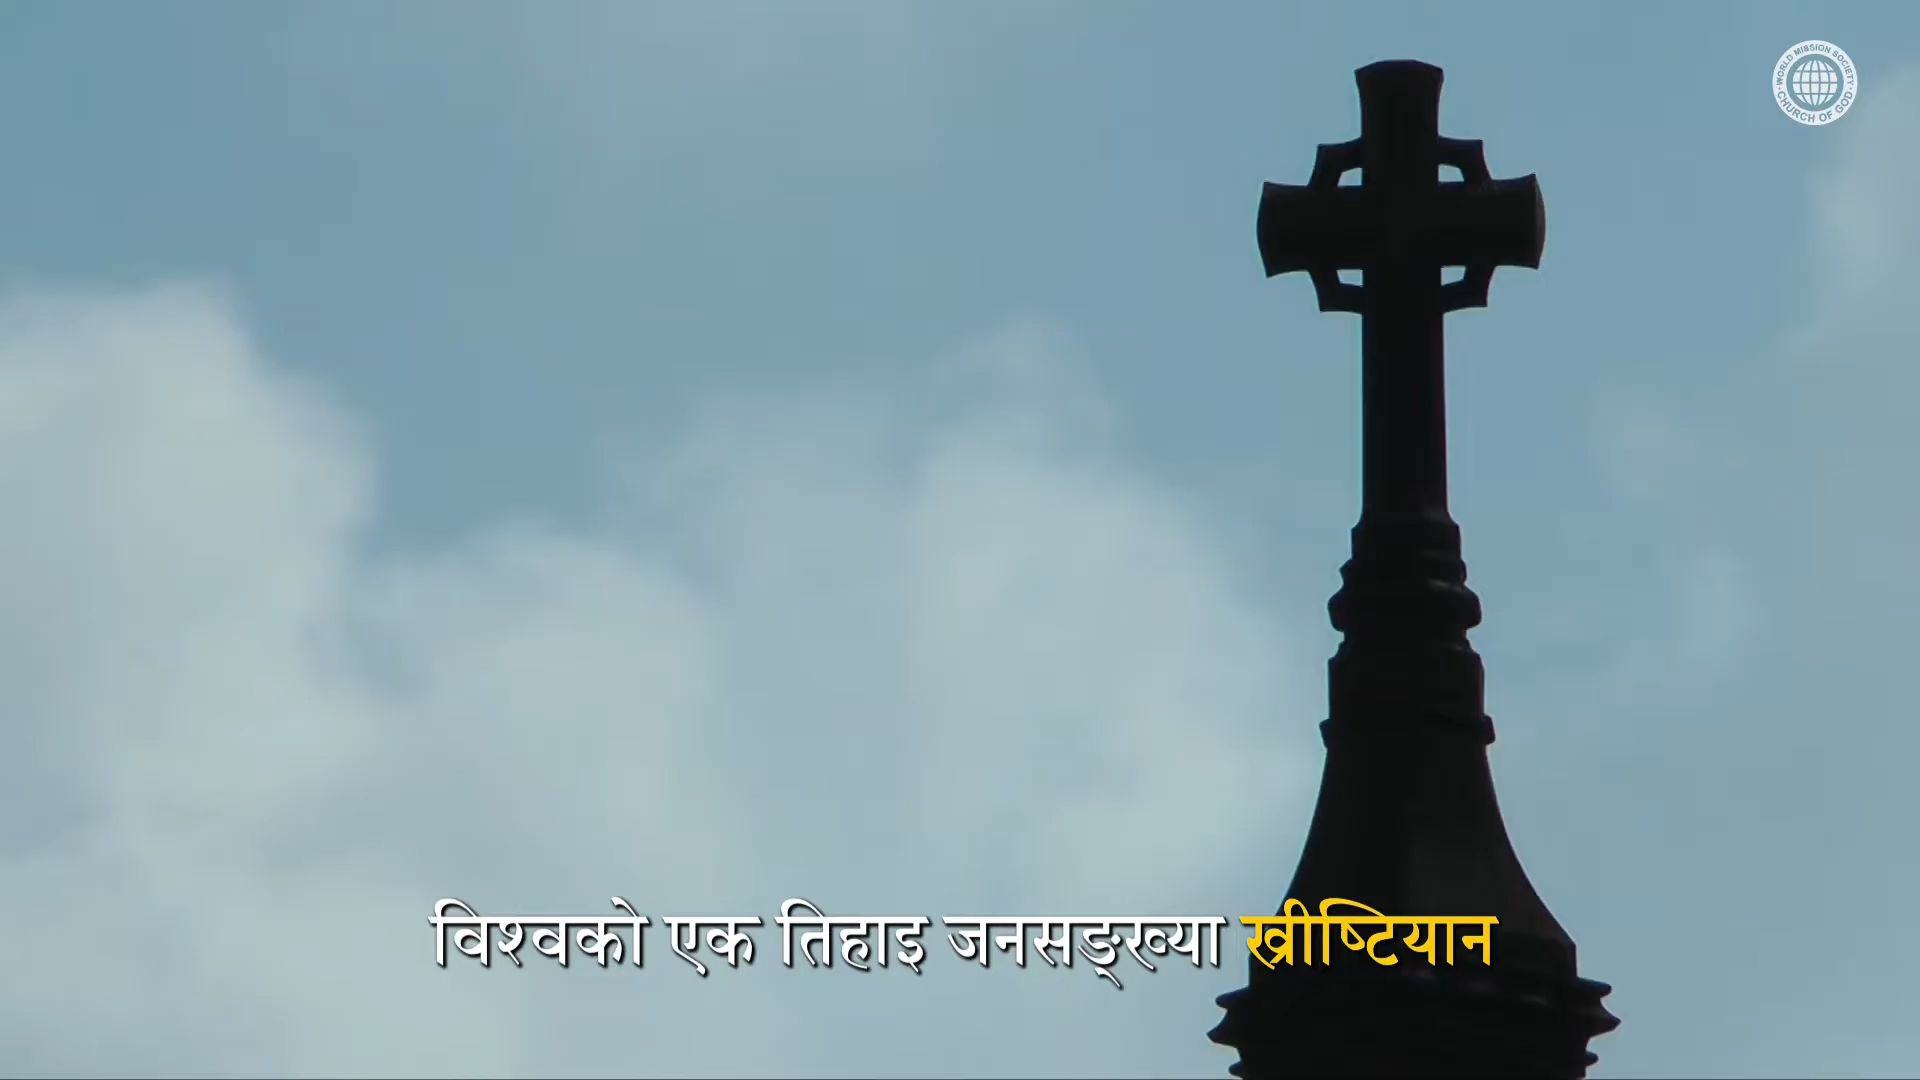 WORLD MISSION SOCIETY
CHURCH OF GOD
विश्वको एक तिहाइ जनसङ्ख्या ख्रीष्टियान